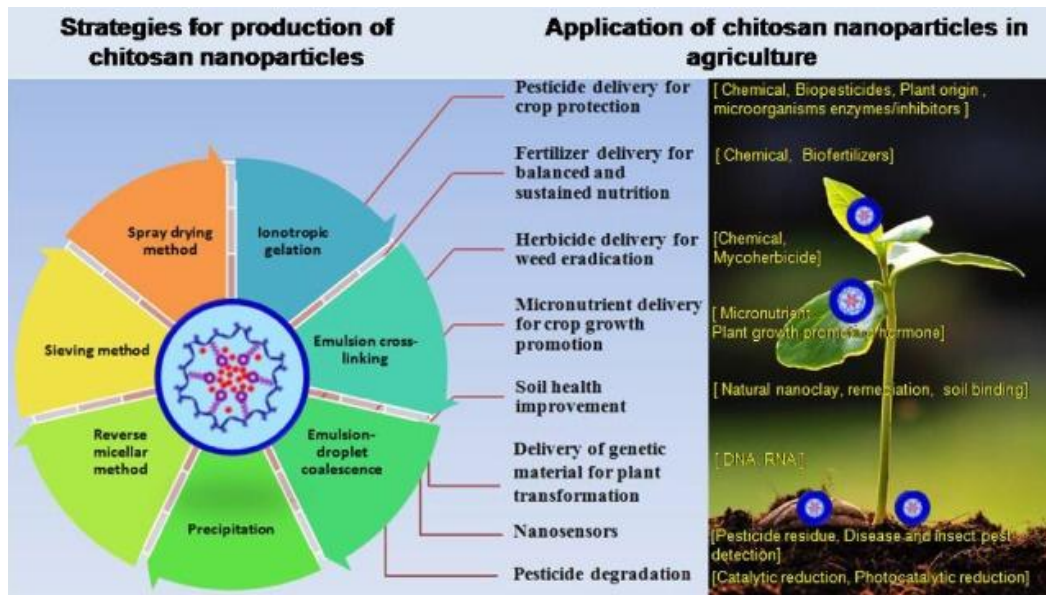 Strategies for production of
chitosan nanoparticles
Application of chitosan nanoparticles in
agriculture
Spray drying
method
Ionotropic
gelation
Emulsion cross-
linking
Emulsion-
droplet
coalescence
Precipitation
Reverse
micellar
method
Sieving method
Pesticide delivery for
crop protection
[ Chemical, Biopesticides, Plant origin ,
microorganisms enzymes/inhibitors ]
Fertilizer delivery for
balanced and
sustained nutrition
[ Chemical, Biofertilizers]
Herbicide delivery for
weed eradication
[Chemical,
Mycoherbicide]
Micronutrient delivery
for crop growth
promotion
[ Micronutrient
Plant growth hormone]
Soil health
improvement
[Natural nanoclay, remediation, soil binding]
Delivery of genetic
material for plant
transformation
[ DNA, RNA]
Nanosensors
[Pesticide residue, Disease and insect pest
detection]
Pesticide degradation
[Catalytic reduction, Photocatalytic reduction]